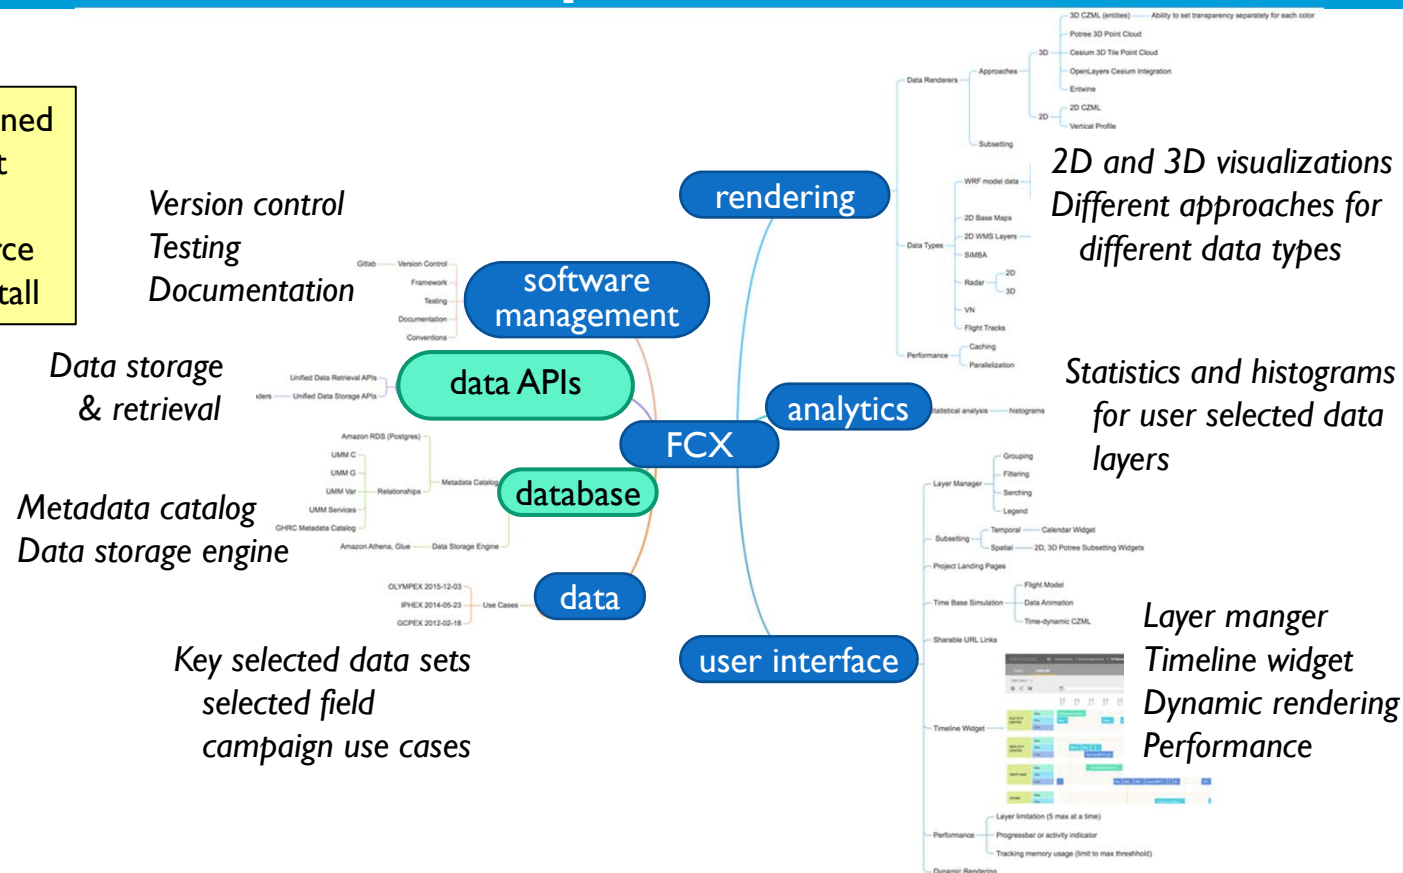 ned
t
rce
tall
Version control
Testing
Documentation
Gitlab
Version Control
Framework
Testing
Documentation
Conventions
software
management
Data storage
& retrieval
Unified Data Retrieval APIs
Unified Data Storage APIs
data APIs
Metadata catalog
Data storage engine
Amazon RDS (Postgres)
UMM C
UMM G
UMM Var
UMM Services
GHRC Metadata Catalog
Relationships
Metadata Catalog
Amazon Athena, Glue
Data Storage Engine
database
OLYMPEX 2015-12-03
IPHEX 2014-05-23
GCPEX 2012-02-18
Use Cases
data
Key selected data sets
selected field
campaign use cases
FCX
rendering
Data Renderers
Approaches
3D
3D CZML (entities)
Ability to set transparency separately for each color
Potree 3D Point Cloud
Cesium 3D Tile Point Cloud
OpenLayers Cesium Integration
Entwine
2D
2D CZML
Vertical Profile
Subsetting
Data Types
WRF model data
2D Base Maps
2D WMS Layers
SIMBA
Radar
2D
3D
VN
Flight Tracks
Performance
Caching
Parallelization
2D and 3D visualizations
Different approaches for
different data types
analytics
Statistical analysis
histograms
Statistics and histograms
for user selected data
layers
user interface
Layer Manager
Grouping
Filtering
Serching
Legend
Subsetting
Temporal
Calendar Widget
Spatial
2D, 3D Potree Subsetting Widgets
Project Landing Pages
Time Base Simulation
Flight Model
Data Animation
Time-dynamic CZML
Sharable URL Links
Timeline Widget
Performance
Layer limitation (5 max at a time)
Progressbar or activity indicator
Tracking memory usage (limit to max threshhold)
Dynamic Rendering
Layer manger
Timeline widget
Dynamic rendering
Performance